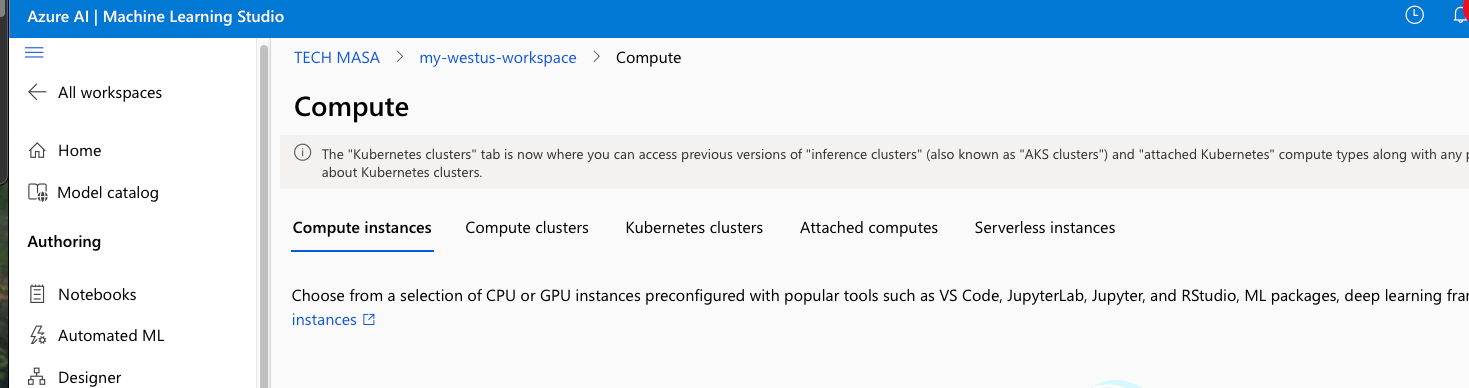 Azure AI | Machine Learning Studio
TECH MASA > my-westus-workspace > Compute
All workspaces
Home
Model catalog
Authoring
Notebooks
Automated ML
Designer
Compute
The "Kubernetes clusters" tab is now where you can access previous versions of "inference clusters" (also known as "AKS clusters") and "attached Kubernetes" compute types along with any
about Kubernetes clusters.
Compute instances Compute clusters Kubernetes clusters Attached computes Serverless instances
Choose from a selection of CPU or GPU instances preconfigured with popular tools such as VS Code, JupyterLab, Jupyter, and RStudio, ML packages, deep learning
instances